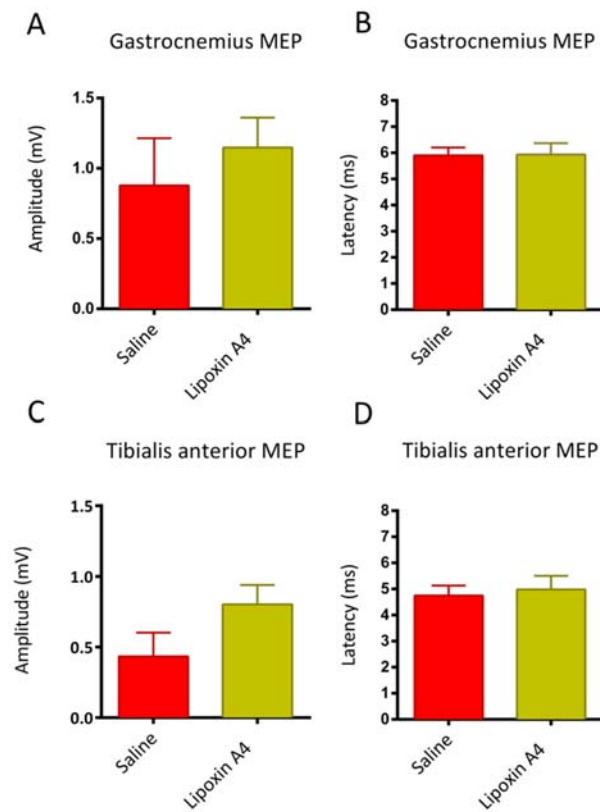 A
Gastrocnemius MEP
Amplitude (mV)
1.5
1.0
0.5
0.0
Saline
Lipoxin A4
B
Gastrocnemius MEP
Latency (ms)
8
7
6
5
4
3
2
1
0
Saline
Lipoxin A4
C
Tibialis anterior MEP
Amplitude (mV)
1.5
1.0
0.5
0.0
Saline
Lipoxin A4
D
Tibialis anterior MEP
Latency (ms)
8
7
6
5
4
3
2
1
0
Saline
Lipoxin A4